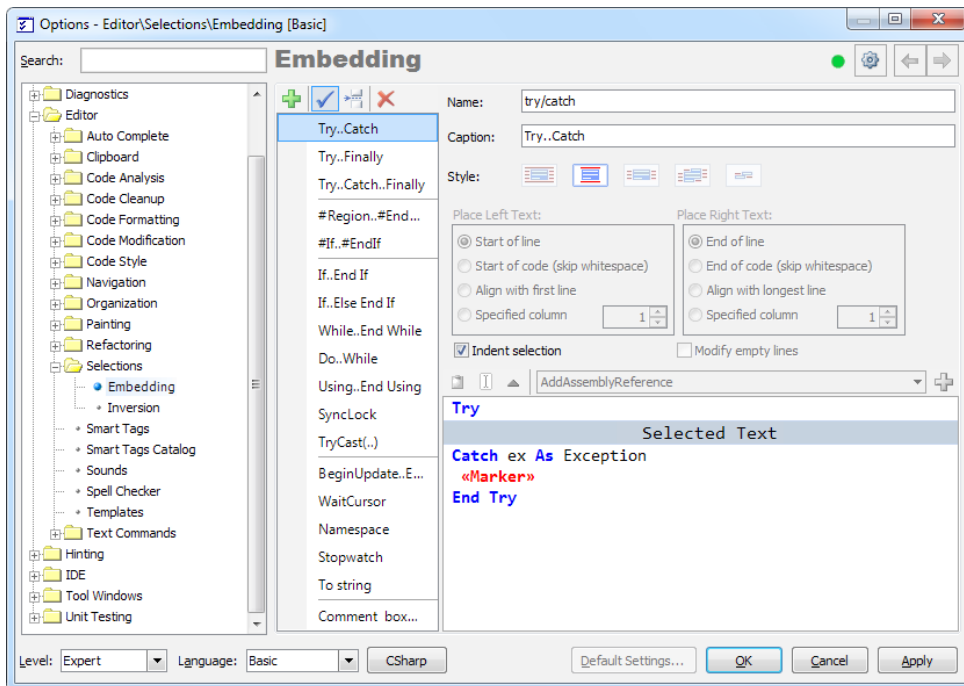 Options - Editor\Selections\Embedding [Basic]
Search:
Embedding
Diagnostics
Editor
Auto Complete
Clipboard
Code Analysis
Code Cleanup
Code Formatting
Code Modification
Code Style
Navigation
Organization
Painting
Refactoring
Selections
Embedding
Inversion
Smart Tags
Smart Tags Catalog
Sounds
Spell Checker
Templates
Text Commands
Hinting
IDE
Tool Windows
Unit Testing
Try..Catch
Try..Finally
Try..Catch..Finally
#Region..#End...
#If..#EndIf
If..End If
If..Else End If
While..End While
Do..While
Using..End Using
SyncLock
TryCast(..)
BeginUpdate..E...
WaitCursor
Namespace
Stopwatch
To string
Comment box...
Name: try/catch
Caption: Try..Catch
Style:
Place Left Text: Place Right Text:
Start of line End of line
Start of code (skip whitespace) End of code (skip whitespace)
Align with first line Align with longest line
Specified column 1 Specified column 1
Indent selection Modify empty lines
AddAssemblyReference
Try
Selected Text
Catch ex As Exception
«Marker»
End Try
Level: Expert Language: Basic CSharp Default Settings... OK Cancel Apply